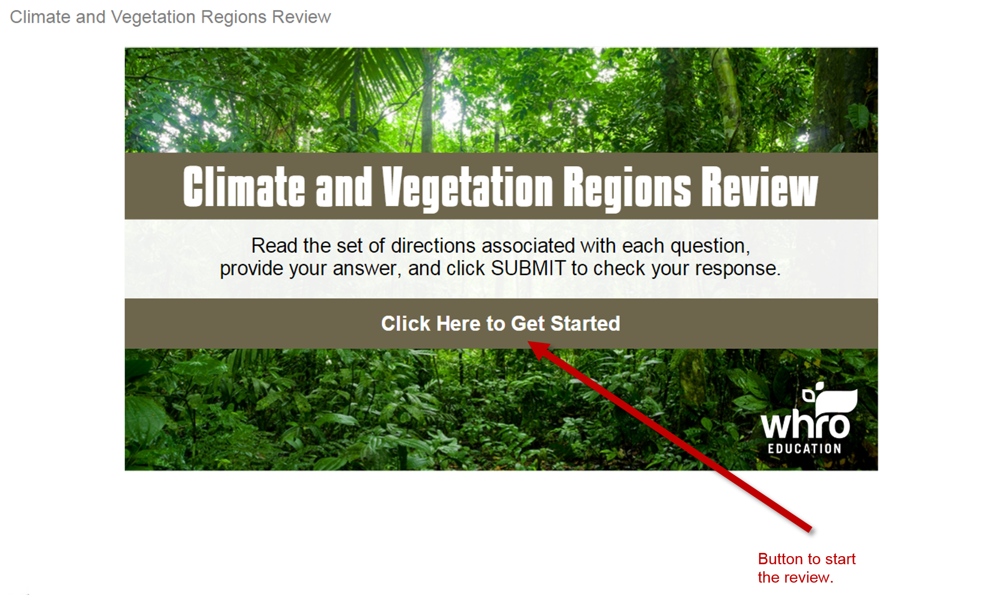 Climate and Vegetation Regions Review
Climate and Vegetation Regions Review
Read the set of directions associated with each question,
provide your answer, and click SUBMIT to check your response.
Click Here to Get Started
whro
EDUCATION
Button to start
the review.